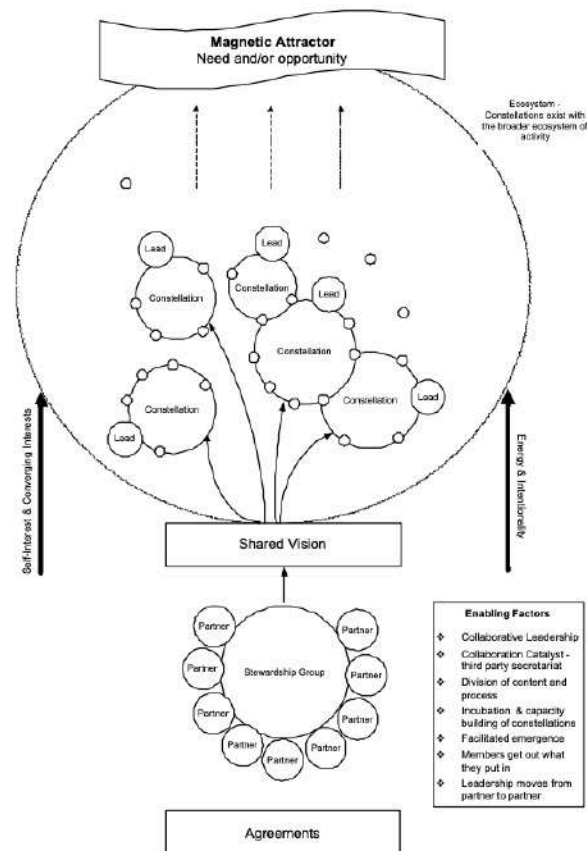 Magnetic Attractor
Need and/or opportunity
Ecosystem -
Constellations exist with
the broader ecosystem of
activity
Lead
Lead
Constellation
Constellation
Lead
Constellation
Constellation
Constellation
Lead
Lead
Self-Interest & Converging Interests
Energy & Intentionality
Shared Vision
Partner
Partner
Partner
Stewardship Group
Partner
Partner
Partner
Partner
Partner
Partner
Enabling Factors
❖ Collaborative Leadership
❖ Collaboration Catalyst -
third party secretariat
❖ Division of content and
process
❖ Incubation & capacity
building of constellations
❖ Facilitated emergence
❖ Members get out what
they put in
❖ Leadership moves from
partner to partner
Agreements